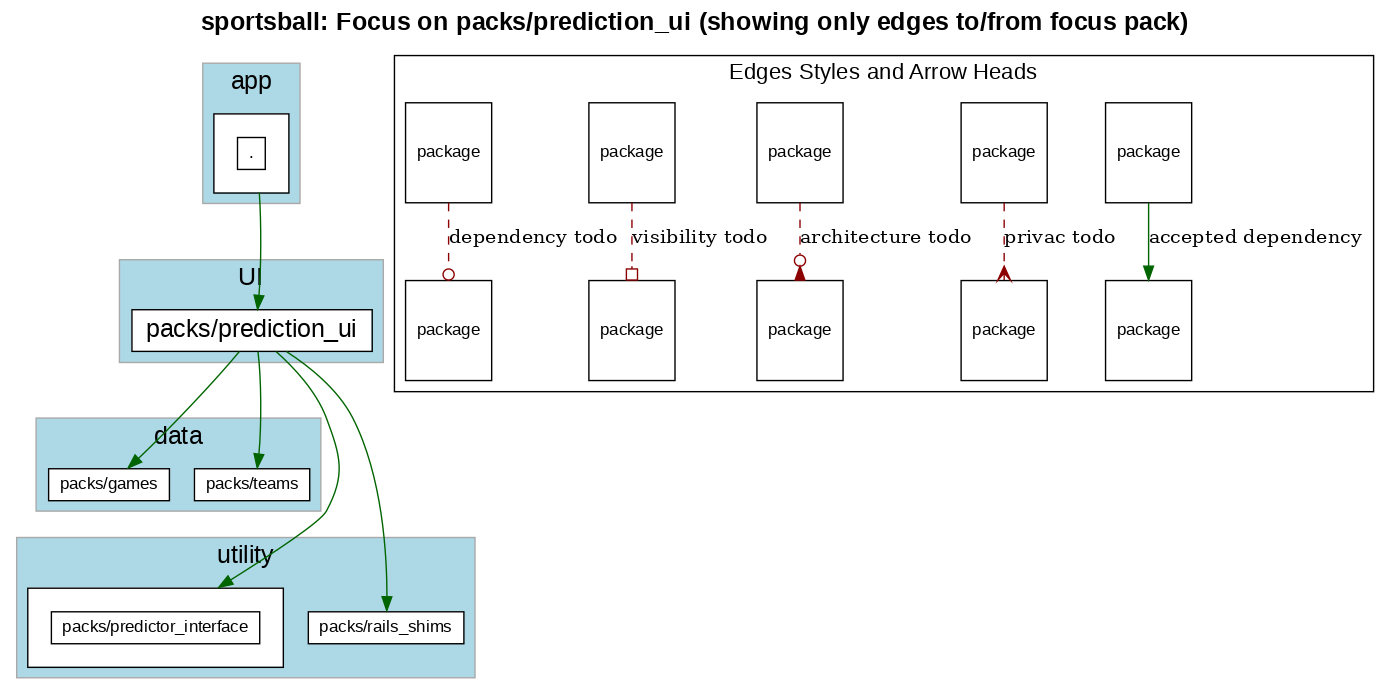 sportsball: Focus on packs/prediction_ui (showing only edges to/from focus pack)
app
.
UI
packs/prediction_ui
data
packs/games
packs/teams
utility
packs/predictor_interface
packs/rails_shims
Edges Styles and Arrow Heads
package
package
package
package
package
dependency todo
visibility todo
architecture todo
privac todo
accepted dependency
package
package
package
package
package